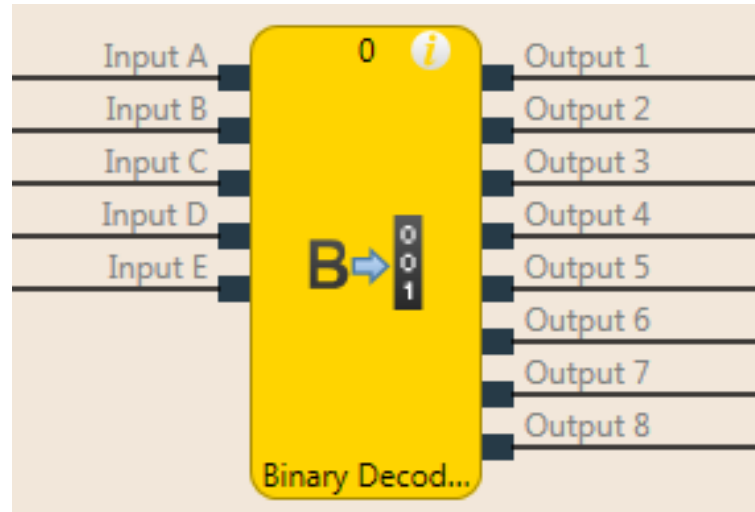 Input A
Input B
Input C
Input D
Input E
0
i
B
0
0
1
Binary Decod...
Output 1
Output 2
Output 3
Output 4
Output 5
Output 6
Output 7
Output 8